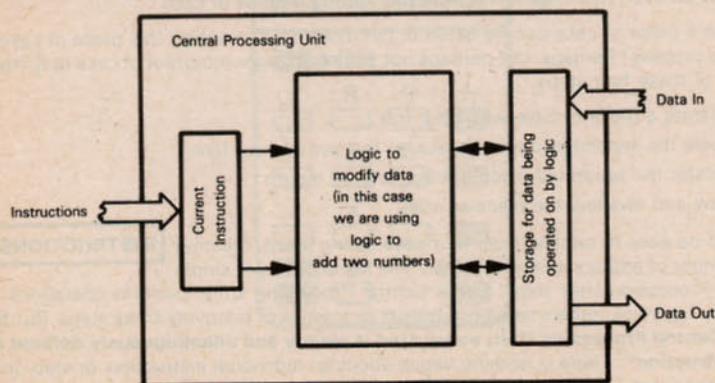 Central Processing Unit
Data In
Instructions
Current
Instruction
Logic to
modify data
(in this case
we are using
logic to
add two numbers)
Storage for data being
operated on by logic
Data Out